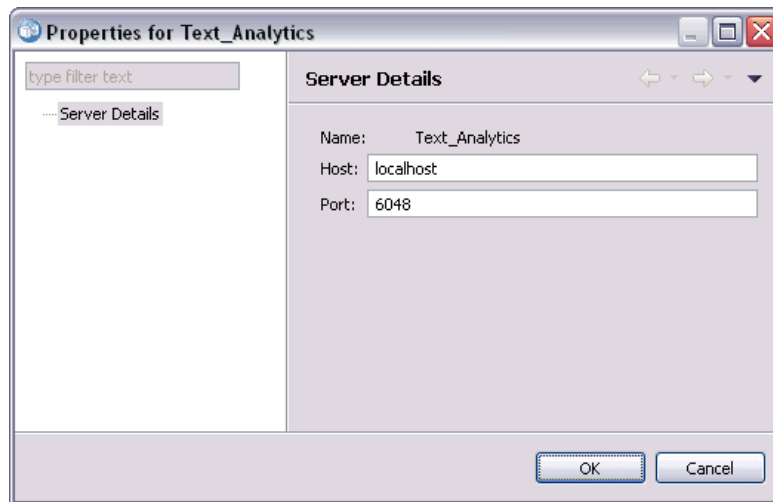 Properties for Text_Analytics
type filter text
Server Details
Server Details
Name: Text_Analytics
Host: localhost
Port: 6048
OK Cancel